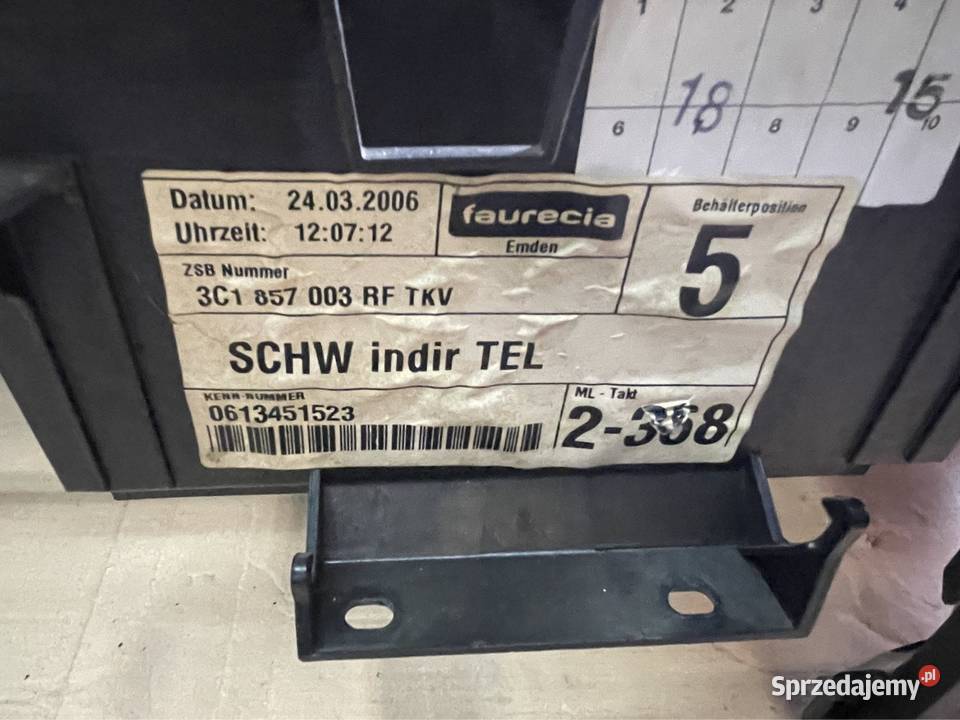 1 2 3 4
18 15
6 8 9 10
Datum: 24.03.2006
Uhrzeit: 12:07:12
faurecia
Emden
Behälterposition
5
ZSB Nummer
3C1 857 003 RF TKV
SCHW indir TEL
KENN-NUMMER
0613451523
ML - Takt
2-368
Sprzedajemy.pl